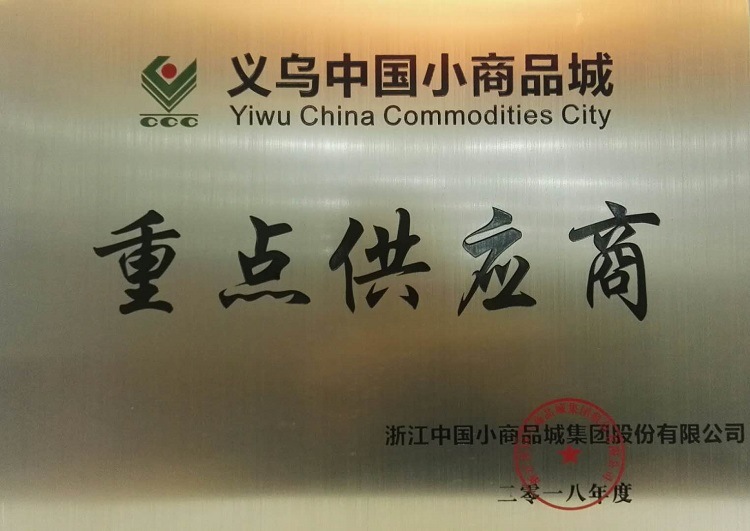 义乌中国小商品城
Yiwu China Commodities City
CCC
重点供应商
浙江中国小商品城集团股份有限公司
二零一八年度